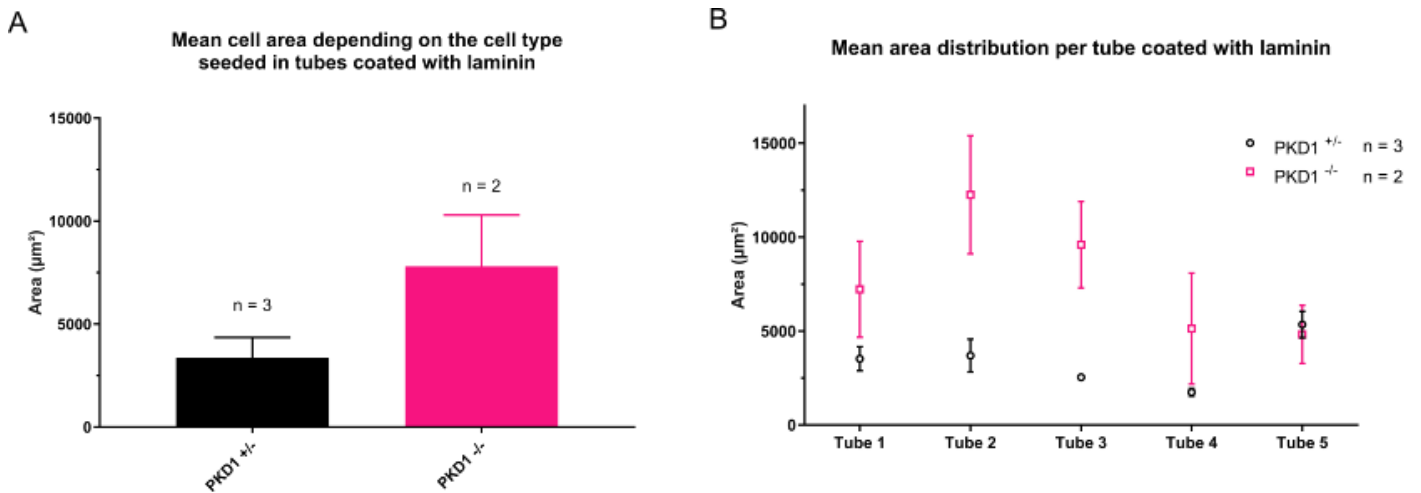 A
Mean cell area depending on the cell type
seeded in tubes coated with laminin
15000
10000
5000
0
Area (µm²)
n = 3
n = 2
PKD1 +/-
PKD1 -/-
B
Mean area distribution per tube coated with laminin
15000
10000
5000
0
Area (µm²)
PKD1 +/- n = 3
PKD1 -/- n = 2
Tube 1 Tube 2 Tube 3 Tube 4 Tube 5